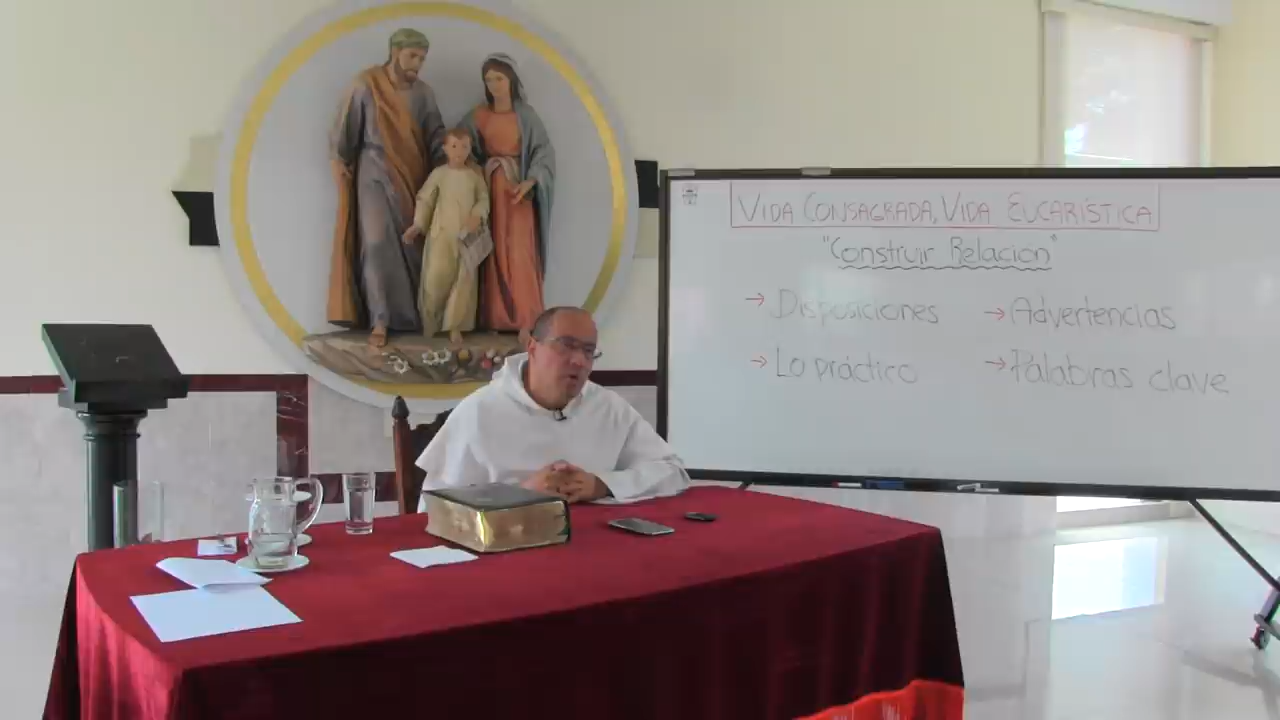 VIDA CONSAGRADA, VIDA EUCARÍSTICA
"Construir Relación"
→ Disposiciones → Advertencias
→ Lo práctico → Palabras clave